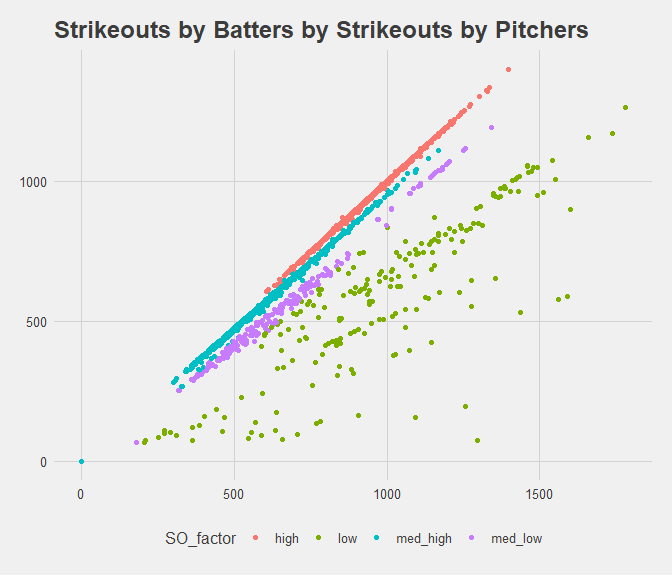 Strikeouts by Batters by Strikeouts by Pitchers
1000
500
0
0 500 1000 1500
SO_factor high low med_high med_low